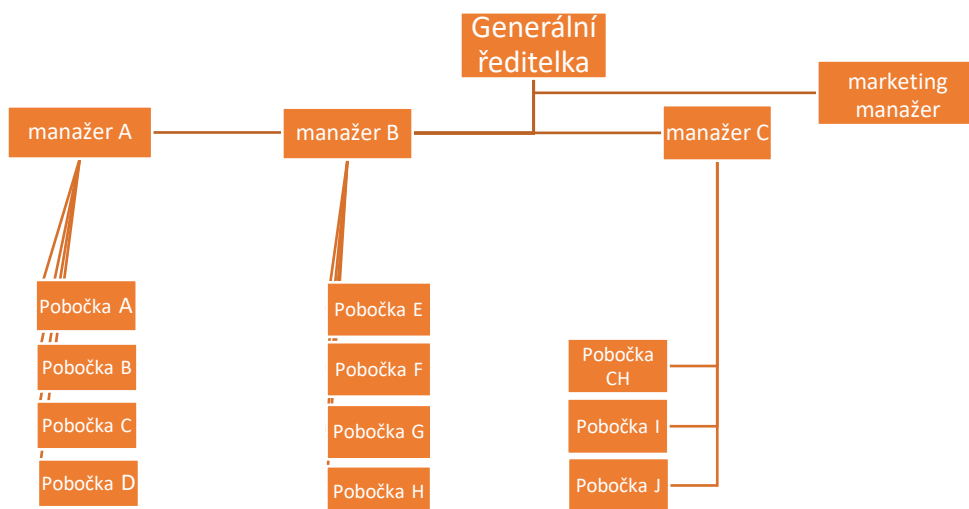 Generální
ředitelka
marketing
manažer
manažer A
manažer B
manažer C
Pobočka A
Pobočka B
Pobočka C
Pobočka D
Pobočka E
Pobočka F
Pobočka G
Pobočka H
Pobočka
CH
Pobočka I
Pobočka J